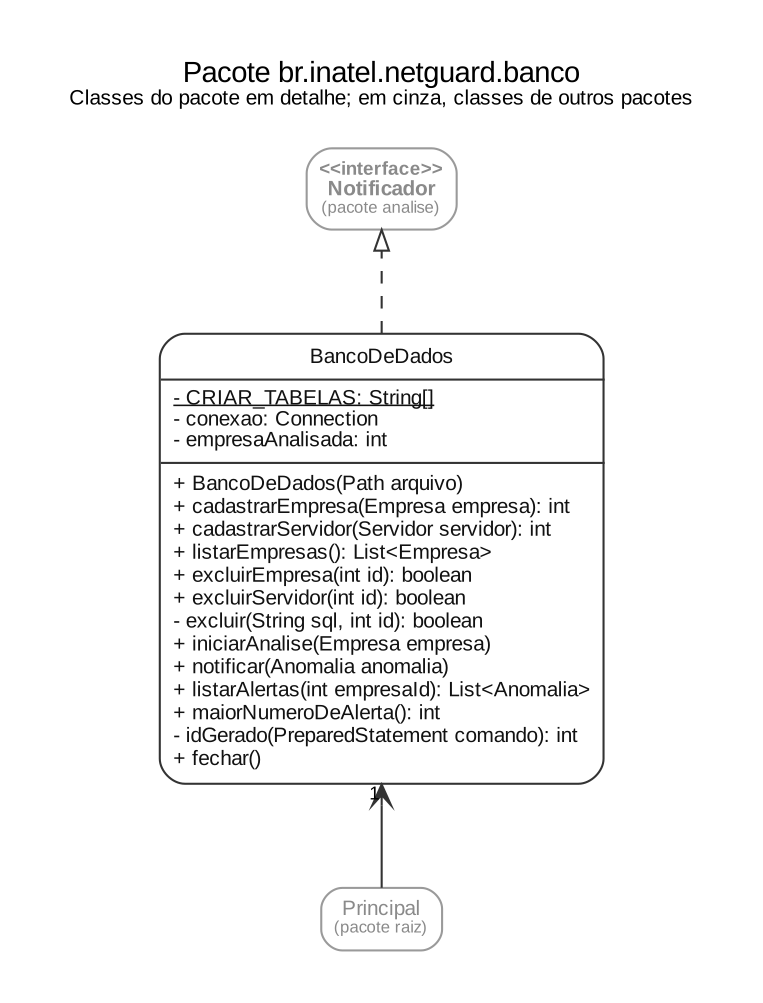 Pacote br.inatel.netguard.banco
Classes do pacote em detalhe; em cinza, classes de outros pacotes
<<interface>>
Notificador
(pacote analise)
BancoDeDados
- CRIAR_TABELAS: String[]
- conexao: Connection
- empresaAnalisada: int
+ BancoDeDados(Path arquivo)
+ cadastrarEmpresa(Empresa empresa): int
+ cadastrarServidor(Servidor servidor): int
+ listarEmpresas(): List<Empresa>
+ excluirEmpresa(int id): boolean
+ excluirServidor(int id): boolean
- excluir(String sql, int id): boolean
+ iniciarAnalise(Empresa empresa)
+ notificar(Anomalia anomalia)
+ listarAlertas(int empresaId): List<Anomalia>
+ maiorNumeroDeAlerta(): int
- idGerado(PreparedStatement comando): int
+ fechar()
1
Principal
(pacote raiz)